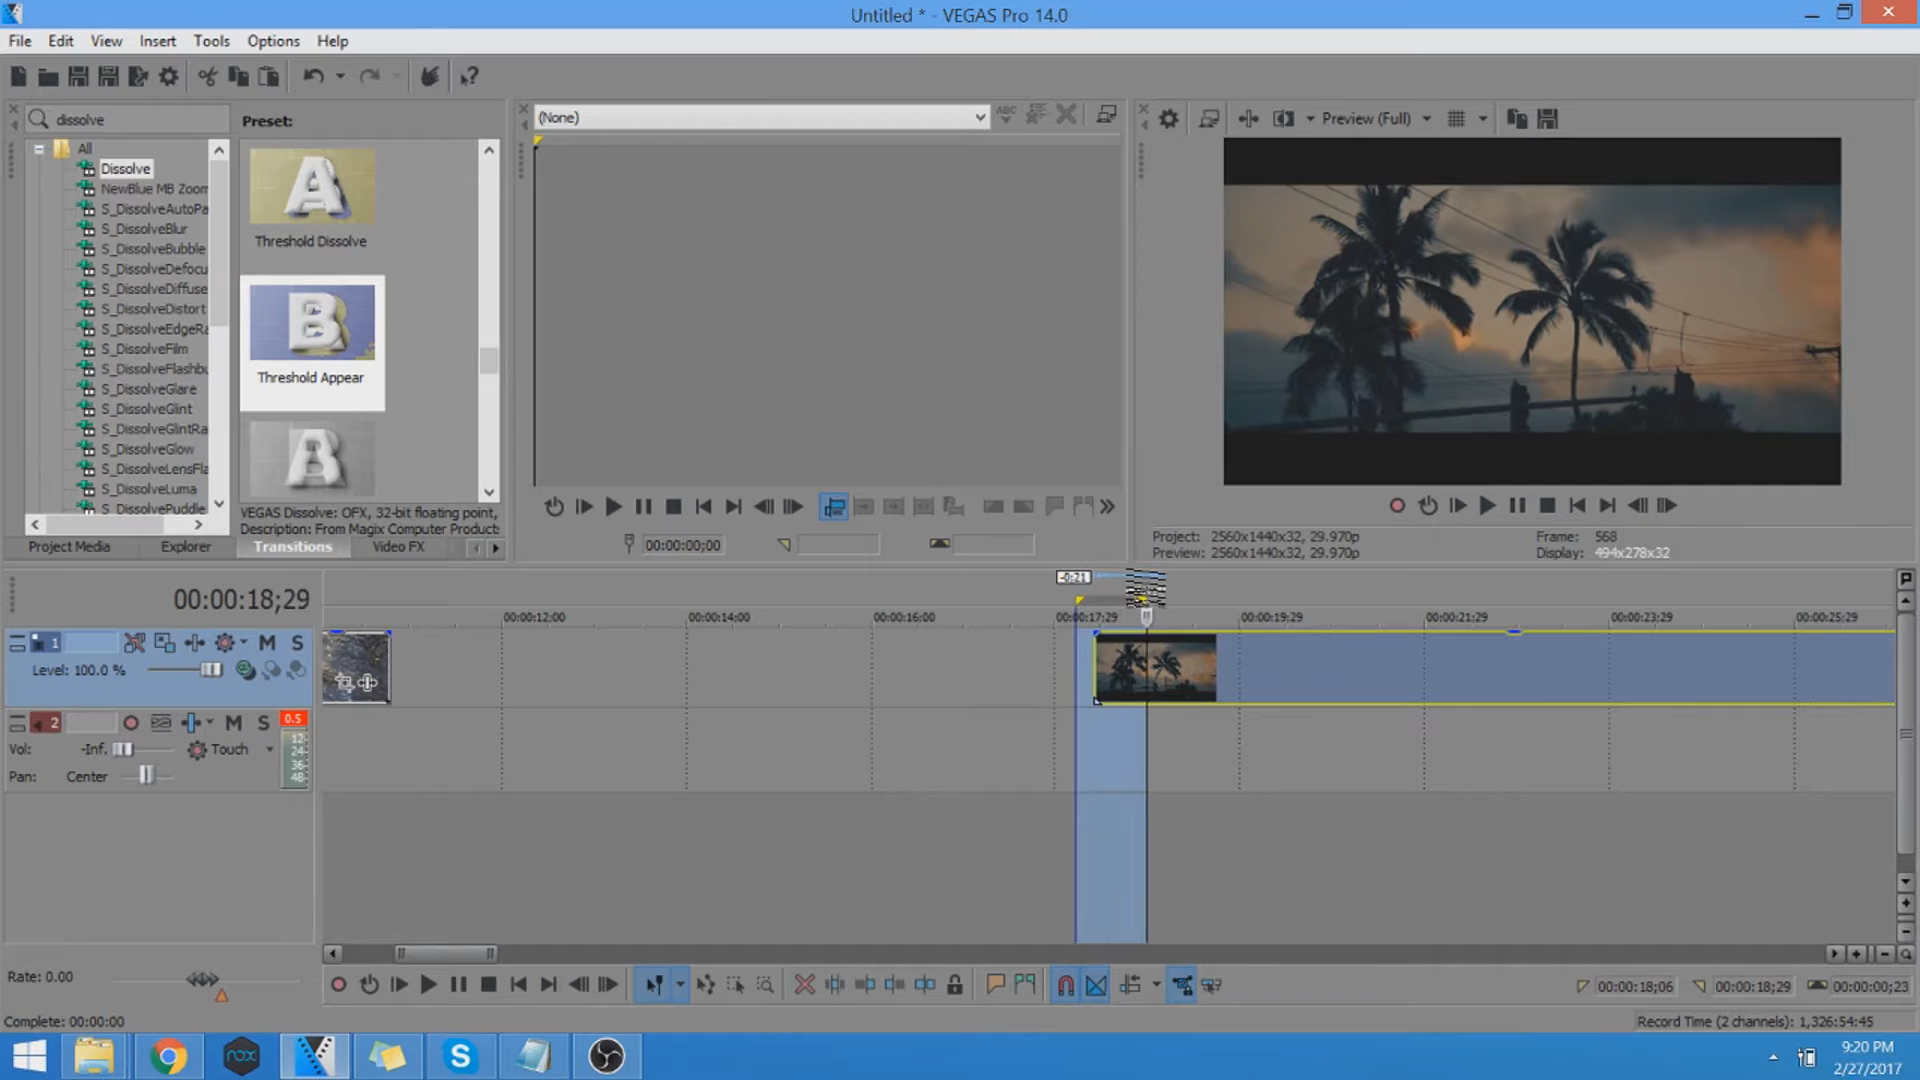 Untitled * - VEGAS Pro 14.0
File Edit View Insert Tools Options Help
dissolve
Preset:
(None)
Preview (Full)
All
Dissolve
NewBlue MB Zoom
S_DissolveAutoPa
S_DissolveBlur
S_DissolveBubble
S_DissolveDefocu
S_DissolveDiffuse
S_DissolveDistort
S_DissolveEdgeRa
S_DissolveFilm
S_DissolveFlashbu
S_DissolveGlare
S_DissolveGlint
S_DissolveGlintRa
S_DissolveGlow
S_DissolveLensFla
S_DissolveLuma
S_DissolvePuddle
Threshold Dissolve
Threshold Appear
VEGAS Dissolve: OFX, 32-bit floating point,
Description: From Magix Computer Product
Project Media Explorer Transitions Video FX
00:00:00;00
Project: 2560x1440x32, 29.970p
Preview: 2560x1440x32, 29.970p
Frame: 568
Display: 494x278x32
00:00:18;29
-0:21
00:00:12;00 00:00:14;00 00:00:16;00 00:00:17;29 00:00:19;29 00:00:21;29 00:00:23;29 00:00:25;29
1 M S
Level: 100.0 %
2 M S 0.5
Vol: -Inf. Touch
Pan: Center
12
24
36
48
Rate: 0.00
00:00:18;06 00:00:18;29 00:00:00;23
Complete: 00:00:00
Record Time (2 channels): 1,326:54:45
nox
S
9:20 PM
2/27/2017